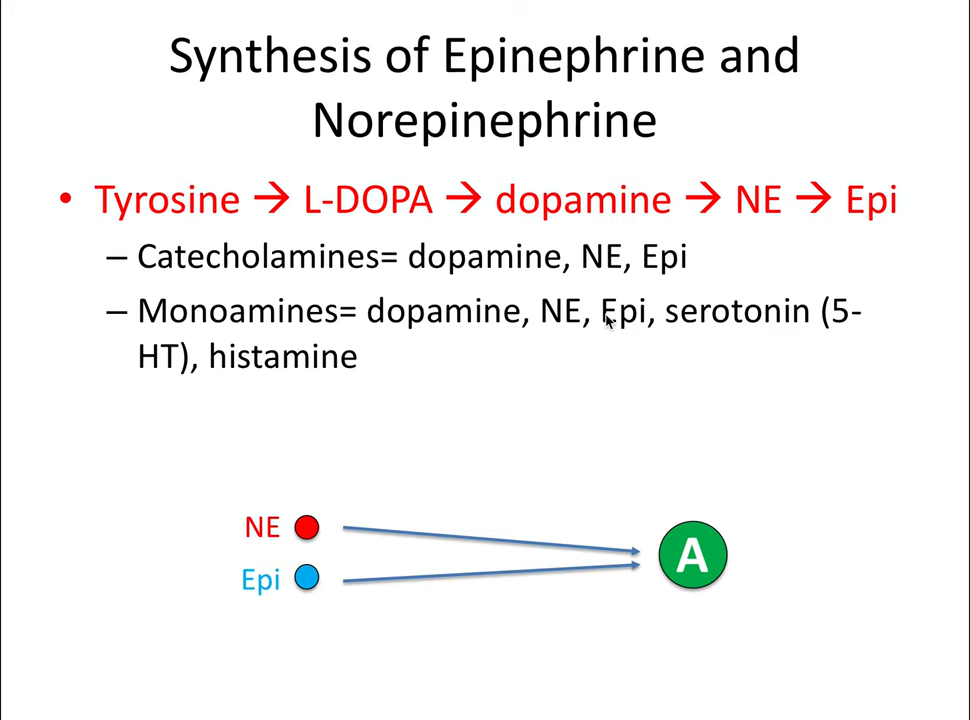 Synthesis of Epinephrine and
Norepinephrine
• Tyrosine → L-DOPA → dopamine → NE → Epi
– Catecholamines= dopamine, NE, Epi
– Monoamines= dopamine, NE, Epi, serotonin (5-
HT), histamine
NE
A
Epi